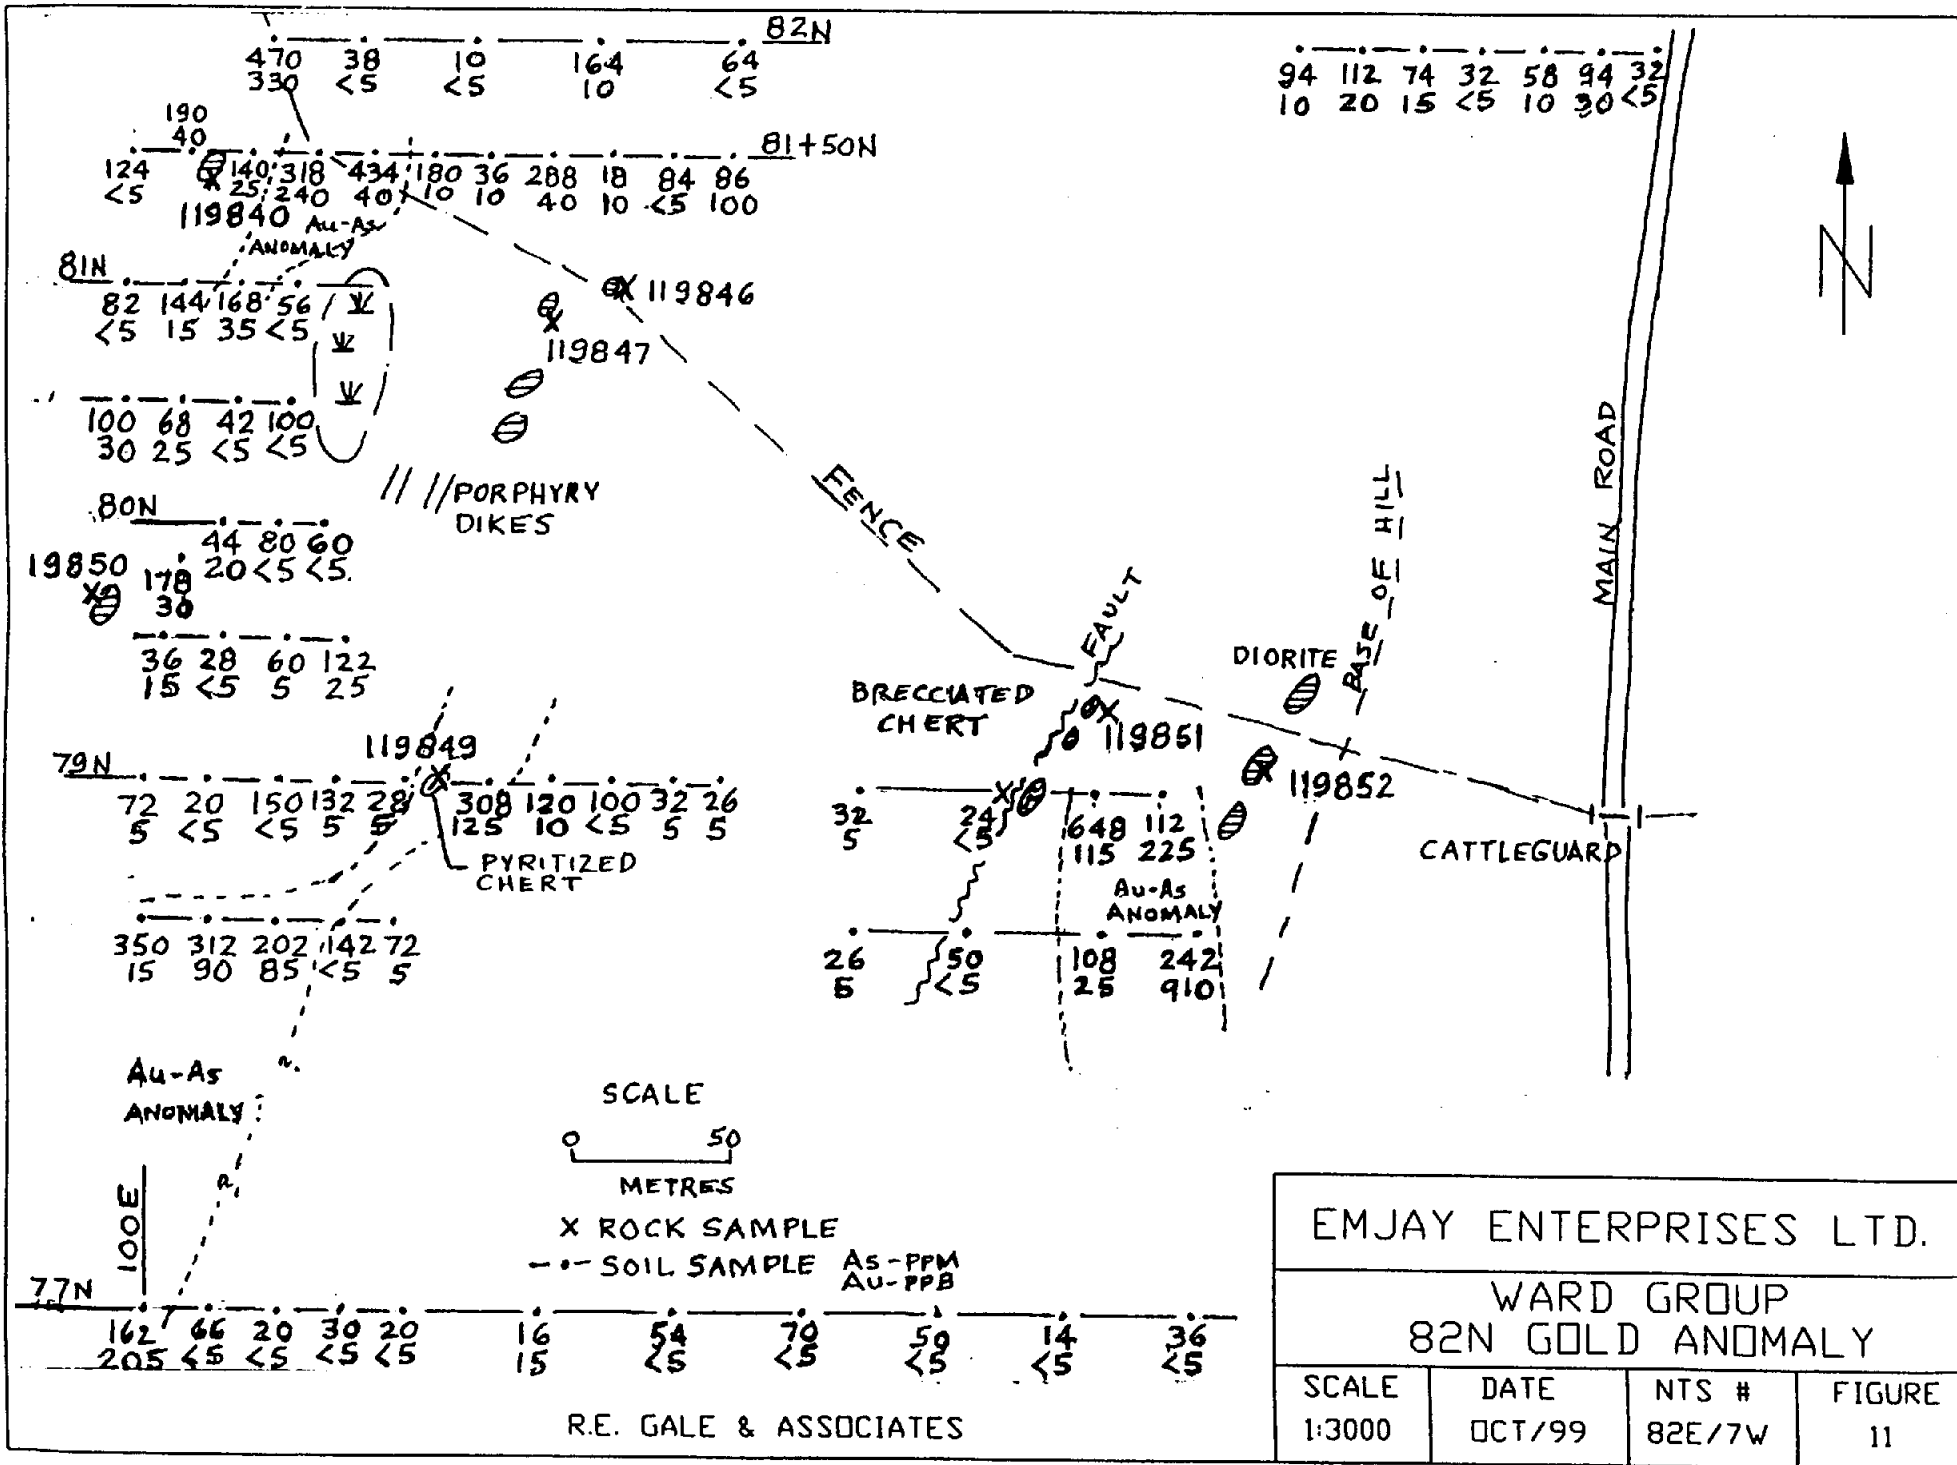 82N
470 38 10 164 64
330 <5 <5 10 <5
94 112 74 32 58 94 32
10 20 15 <5 10 30 <5
190
40
81+50N
124 140 318 434 180 36 288 18 84 86
<5 25 240 40 10 10 40 10 <5 100
119840
Au-As
ANOMALY
N
81N
82 144 168 56
<5 15 35 <5
119846
119847
100 68 42 100
30 25 <5 <5
PORPHYRY
DIKES
FENCE
MAIN ROAD
BASE OF HILL
80N
44 80 60
20 <5 <5
19850
178
30
36 28 60 122
15 <5 5 25
FAULT
DIORITE
BRECCIATED
CHERT
119851
119852
119849
79N
72 20 150 132 28 308 120 100 32 26
5 <5 <5 5 5 125 10 <5 5 5
PYRITIZED
CHERT
32 24 648 112
5 <5 115 225
CATTLEGUARD
Au-As
ANOMALY
350 312 202 142 72
15 90 85 <5 5
26 50 108 242
5 <5 25 910
Au-As
ANOMALY
SCALE
0 50
METRES
X ROCK SAMPLE
SOIL SAMPLE As-PPM
Au-PPB
100E
77N
162 66 20 30 20 16 54 70 50 14 36
205 <5 <5 <5 <5 15 <5 <5 <5 <5 <5
R.E. GALE & ASSOCIATES
EMJAY ENTERPRISES LTD.
WARD GROUP
82N GOLD ANOMALY
SCALE DATE NTS # FIGURE
1:3000 OCT/99 82E/7W 11